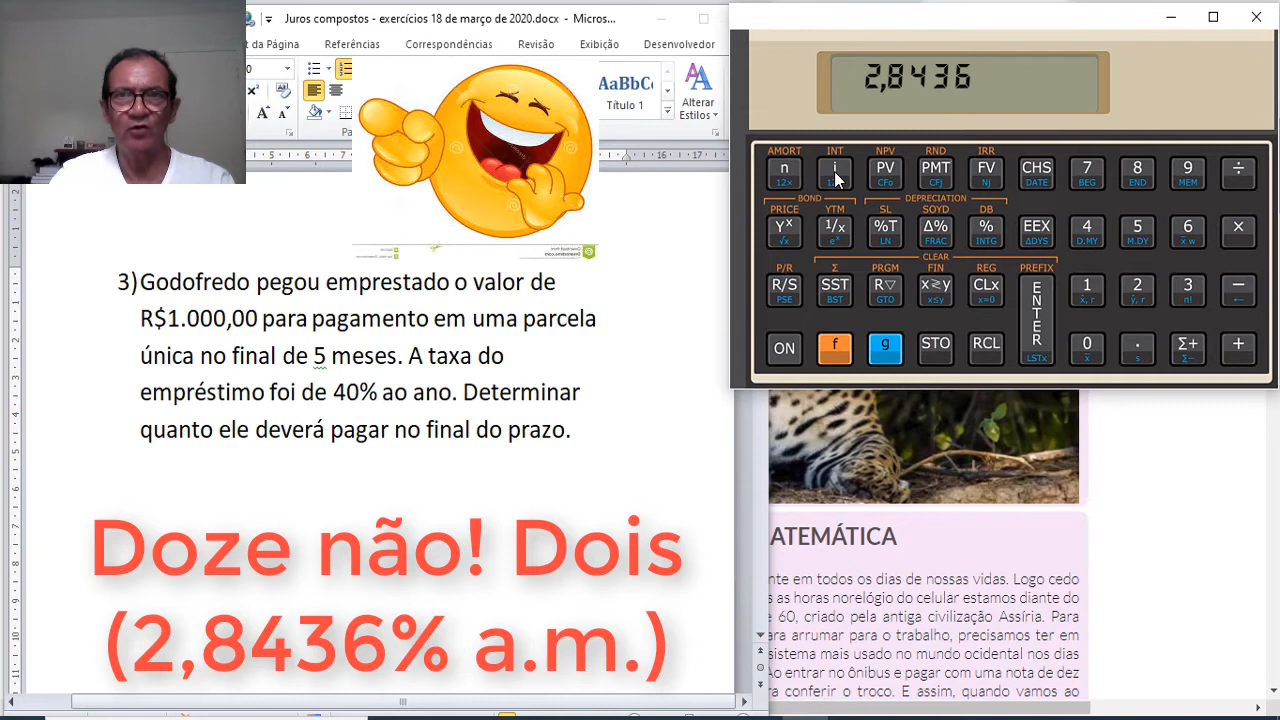 Juros compostos - exercícios 18 de março de 2020.docx - Micros...
t da Página Referências Correspondências Revisão Exibição Desenvolvedor
AaBbCc
Título 1
Alterar
Estilos
3) Godofredo pegou emprestado o valor de
R$1.000,00 para pagamento em uma parcela
única no final de 5 meses. A taxa do
empréstimo foi de 40% ao ano. Determinar
quanto ele deverá pagar no final do prazo.
Doze não! Dois
(2,8436% a.m.)
2,8436
AMORT INT NPV RND IRR
n i PV PMT FV CHS 7 8 9 ÷
12× CFo CFj Nj DATE BEG END MEM
BOND DEPRECIATION
PRICE YTM SL SOYD DB
Yx 1/x %T Δ% % EEX 4 5 6 ×
√x ex LN FRAC INTG ΔDYS D.MY M.DY x̄ w
CLEAR
P/R Σ PRGM FIN REG PREFIX
R/S SST R▽ x≷y CLx ENTER 1 2 3 −
PSE BST GTO x≤y x=0 x̂, r ŷ, r n! ←
ON f g STO RCL 0 . Σ+ +
LSTx x̄ s Σ−
ATEMÁTICA
nte em todos os dias de nossas vidas. Logo cedo
s as horas norelógio do celular estamos diante do
e 60, criado pela antiga civilização Assíria. Para
ara arrumar para o trabalho, precisamos ter em
sistema mais usado no mundo ocidental nos dias
Ao entrar no ônibus e pagar com uma nota de dez
ra conferir o troco. E assim, quando vamos ao